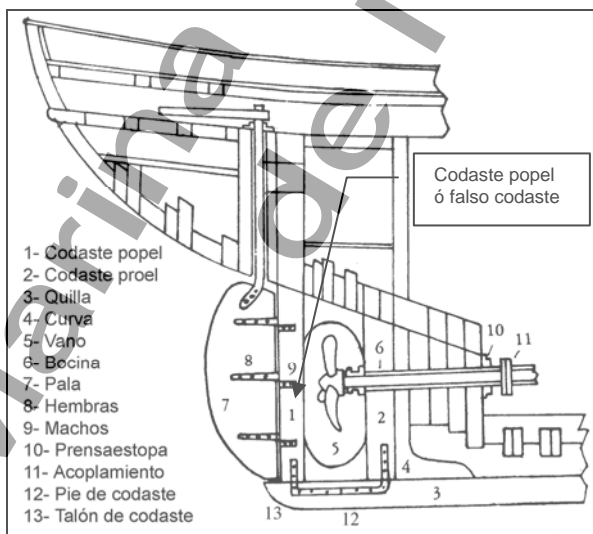 Marina
de
Codaste popel
ó falso codaste
1- Codaste popel
2- Codaste proel
3- Quilla
4- Curva
5- Vano
6- Bocina
7- Pala
8- Hembras
9- Machos
10- Prensaestopa
11- Acoplamiento
12- Pie de codaste
13- Talón de codaste
10
11
6
8
9
7
1
2
5
4
3
13
12